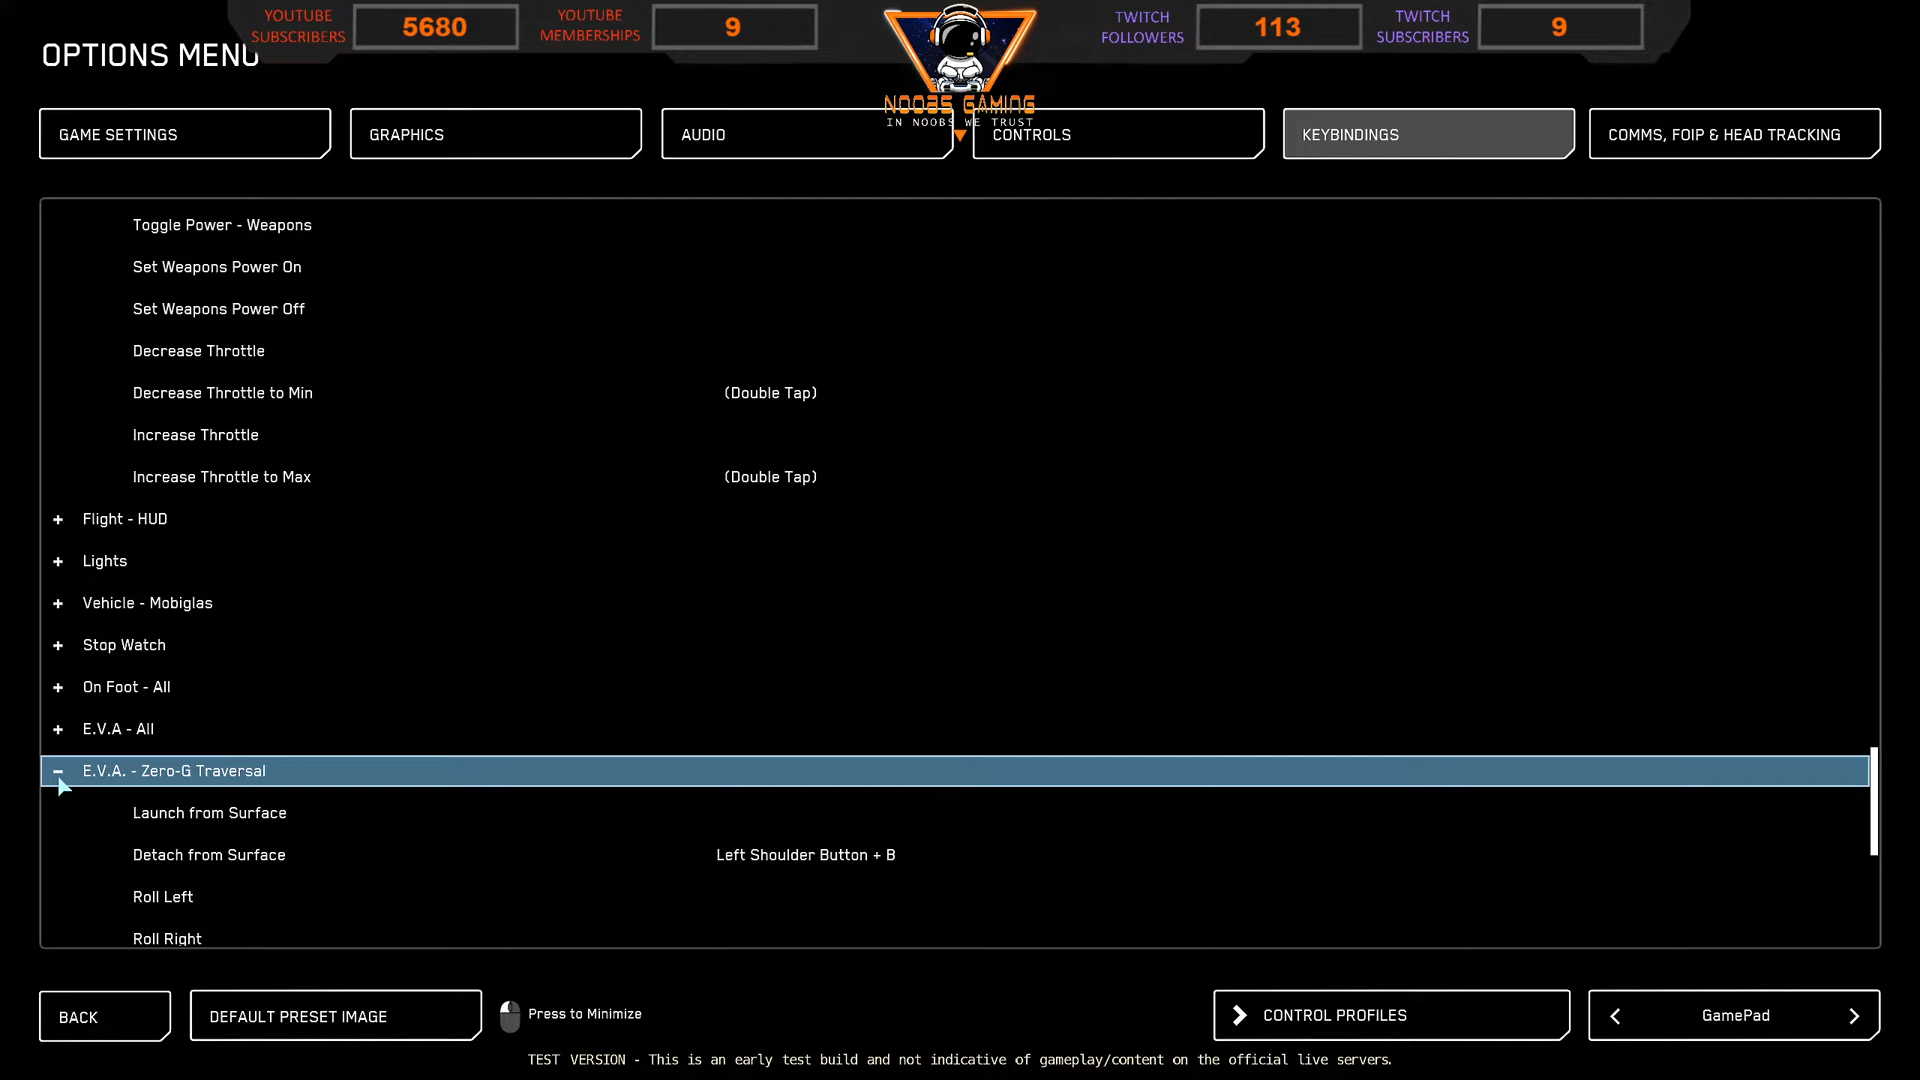 YOUTUBE
SUBSCRIBERS
5680
YOUTUBE
MEMBERSHIPS
9
NOOBS GAMING
IN NOOBS WE TRUST
TWITCH
FOLLOWERS
113
TWITCH
SUBSCRIBERS
9
OPTIONS MENU
GAME SETTINGS
GRAPHICS
AUDIO
CONTROLS
KEYBINDINGS
COMMS, FOIP & HEAD TRACKING
Toggle Power - Weapons
Set Weapons Power On
Set Weapons Power Off
Decrease Throttle
Decrease Throttle to Min (Double Tap)
Increase Throttle
Increase Throttle to Max (Double Tap)
+ Flight - HUD
+ Lights
+ Vehicle - Mobiglas
+ Stop Watch
+ On Foot - All
+ E.V.A - All
- E.V.A. - Zero-G Traversal
Launch from Surface
Detach from Surface Left Shoulder Button + B
Roll Left
Roll Right
BACK
DEFAULT PRESET IMAGE
Press to Minimize
CONTROL PROFILES
GamePad
TEST VERSION - This is an early test build and not indicative of gameplay/content on the official live servers.